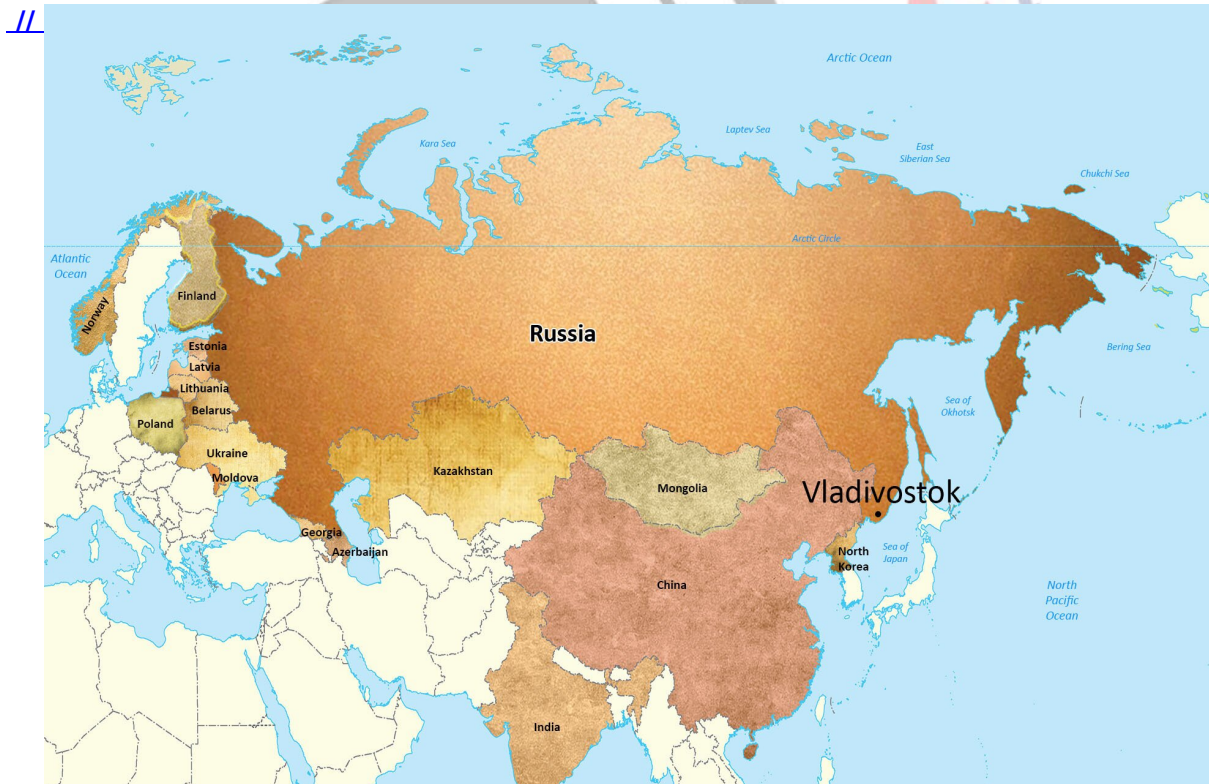 //
Arctic Ocean
Kara Sea
Laptev Sea
East
Siberian Sea
Chukchi Sea
Arctic Circle
Atlantic
Ocean
Norway
Finland
Russia
Estonia
Latvia
Lithuania
Belarus
Poland
Ukraine
Moldova
Kazakhstan
Mongolia
Bering Sea
Sea of
Okhotsk
Vladivostok
Georgia
Azerbaijan
North
Korea
Sea of
Japan
China
North
Pacific
Ocean
India